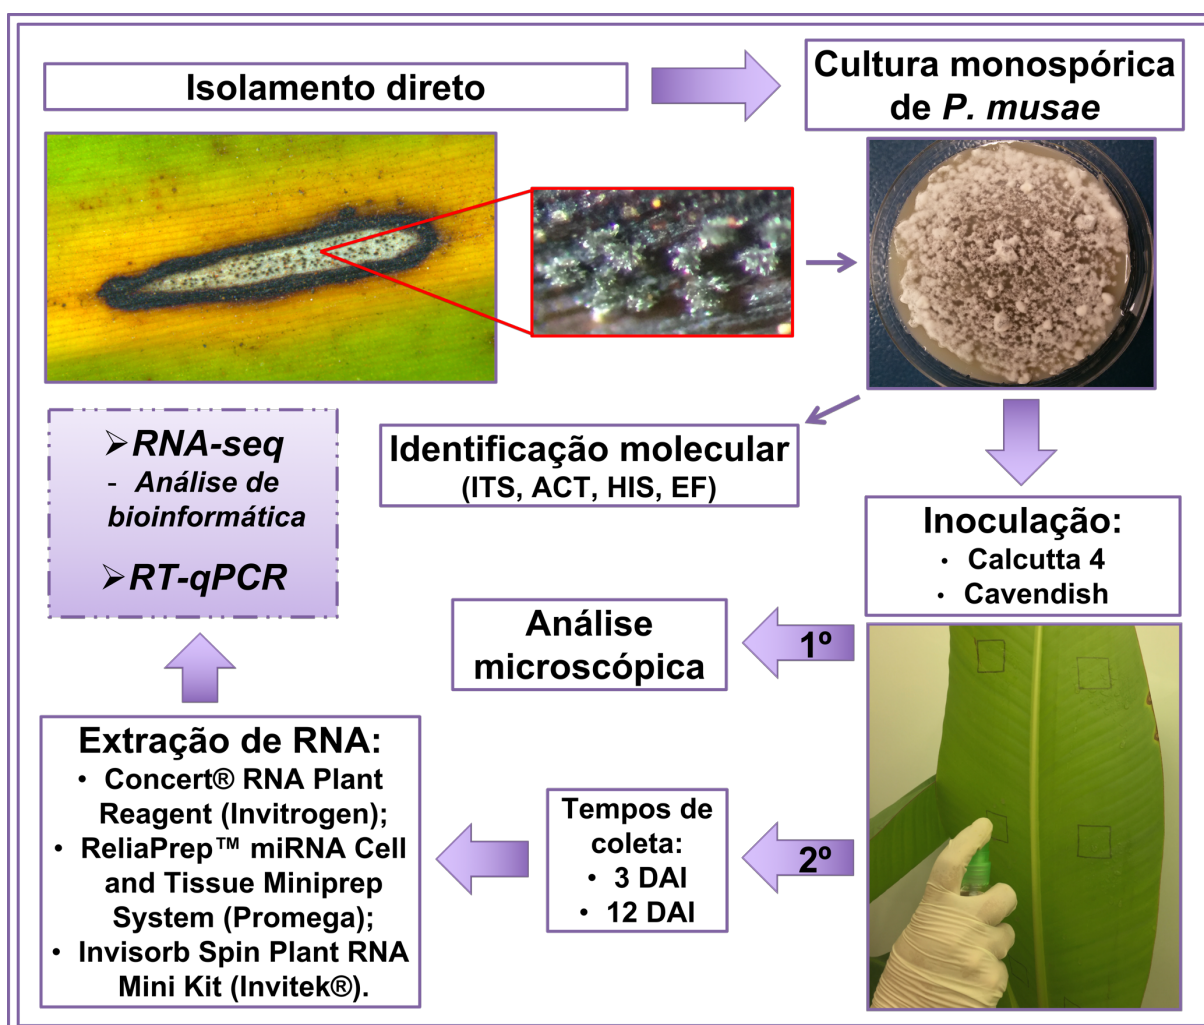 Isolamento direto
Cultura monospórica
de P. musae
Identificação molecular
(ITS, ACT, HIS, EF)
➢RNA-seq
- Análise de
bioinformática
➢RT-qPCR
Inoculação:
• Calcutta 4
• Cavendish
1º
Análise
microscópica
2º
Tempos de
coleta:
• 3 DAI
• 12 DAI
Extração de RNA:
• Concert® RNA Plant
Reagent (Invitrogen);
• ReliaPrep™ miRNA Cell
and Tissue Miniprep
System (Promega);
• Invisorb Spin Plant RNA
Mini Kit (Invitek®).